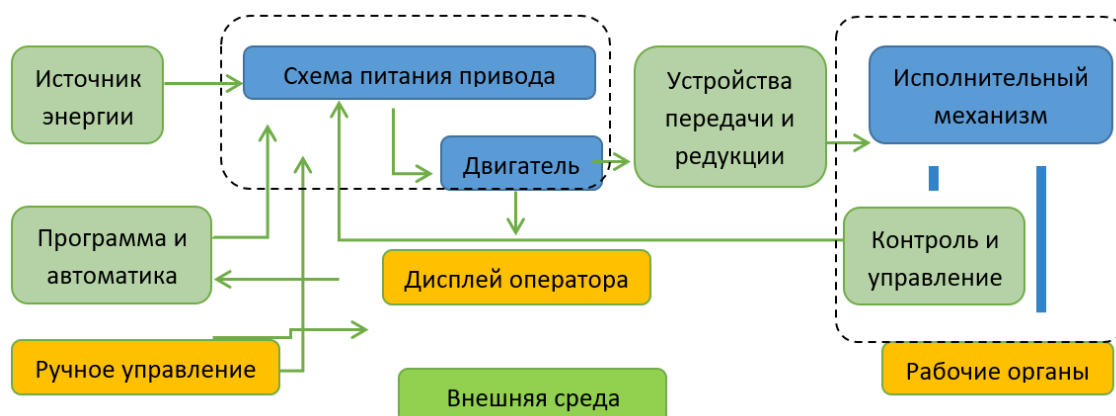 Источник
энергии
Схема питания привода
Двигатель
Устройства
передачи и
редукции
Исполнительный
механизм
Программа и
автоматика
Дисплей оператора
Контроль и
управление
Ручное управление
Рабочие органы
Внешняя среда